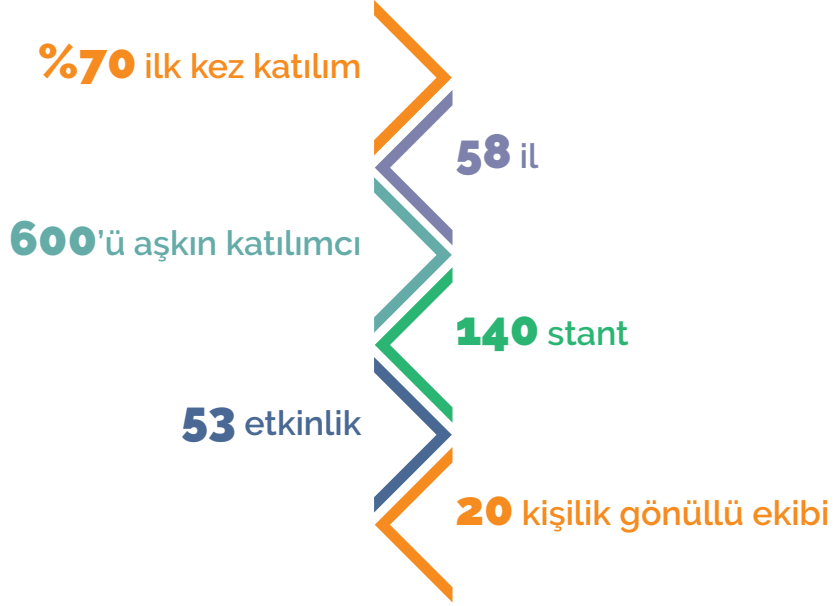 %70 ilk kez katılım
58 il
600'ü aşkın katılımcı
140 stant
53 etkinlik
20 kişilik gönüllü ekibi